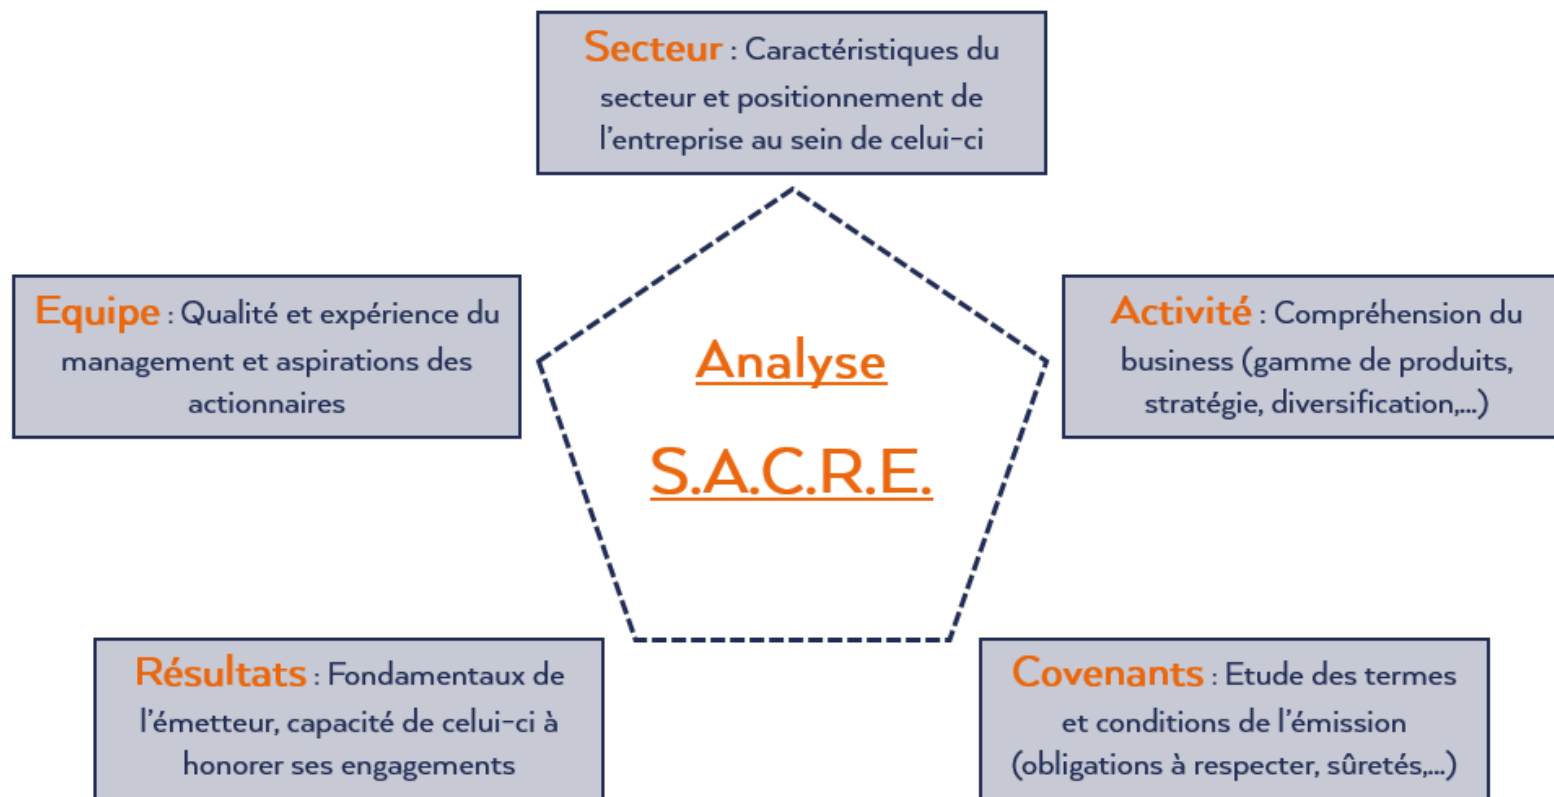 Secteur : Caractéristiques du
secteur et positionnement de
l'entreprise au sein de celui-ci
Equipe : Qualité et expérience du
management et aspirations des
actionnaires
Analyse
S.A.C.R.E.
Activité : Compréhension du
business (gamme de produits,
stratégie, diversification,...)
Résultats : Fondamentaux de
l'émetteur, capacité de celui-ci à
honorer ses engagements
Covenants : Etude des termes
et conditions de l'émission
(obligations à respecter, sûretés,...)